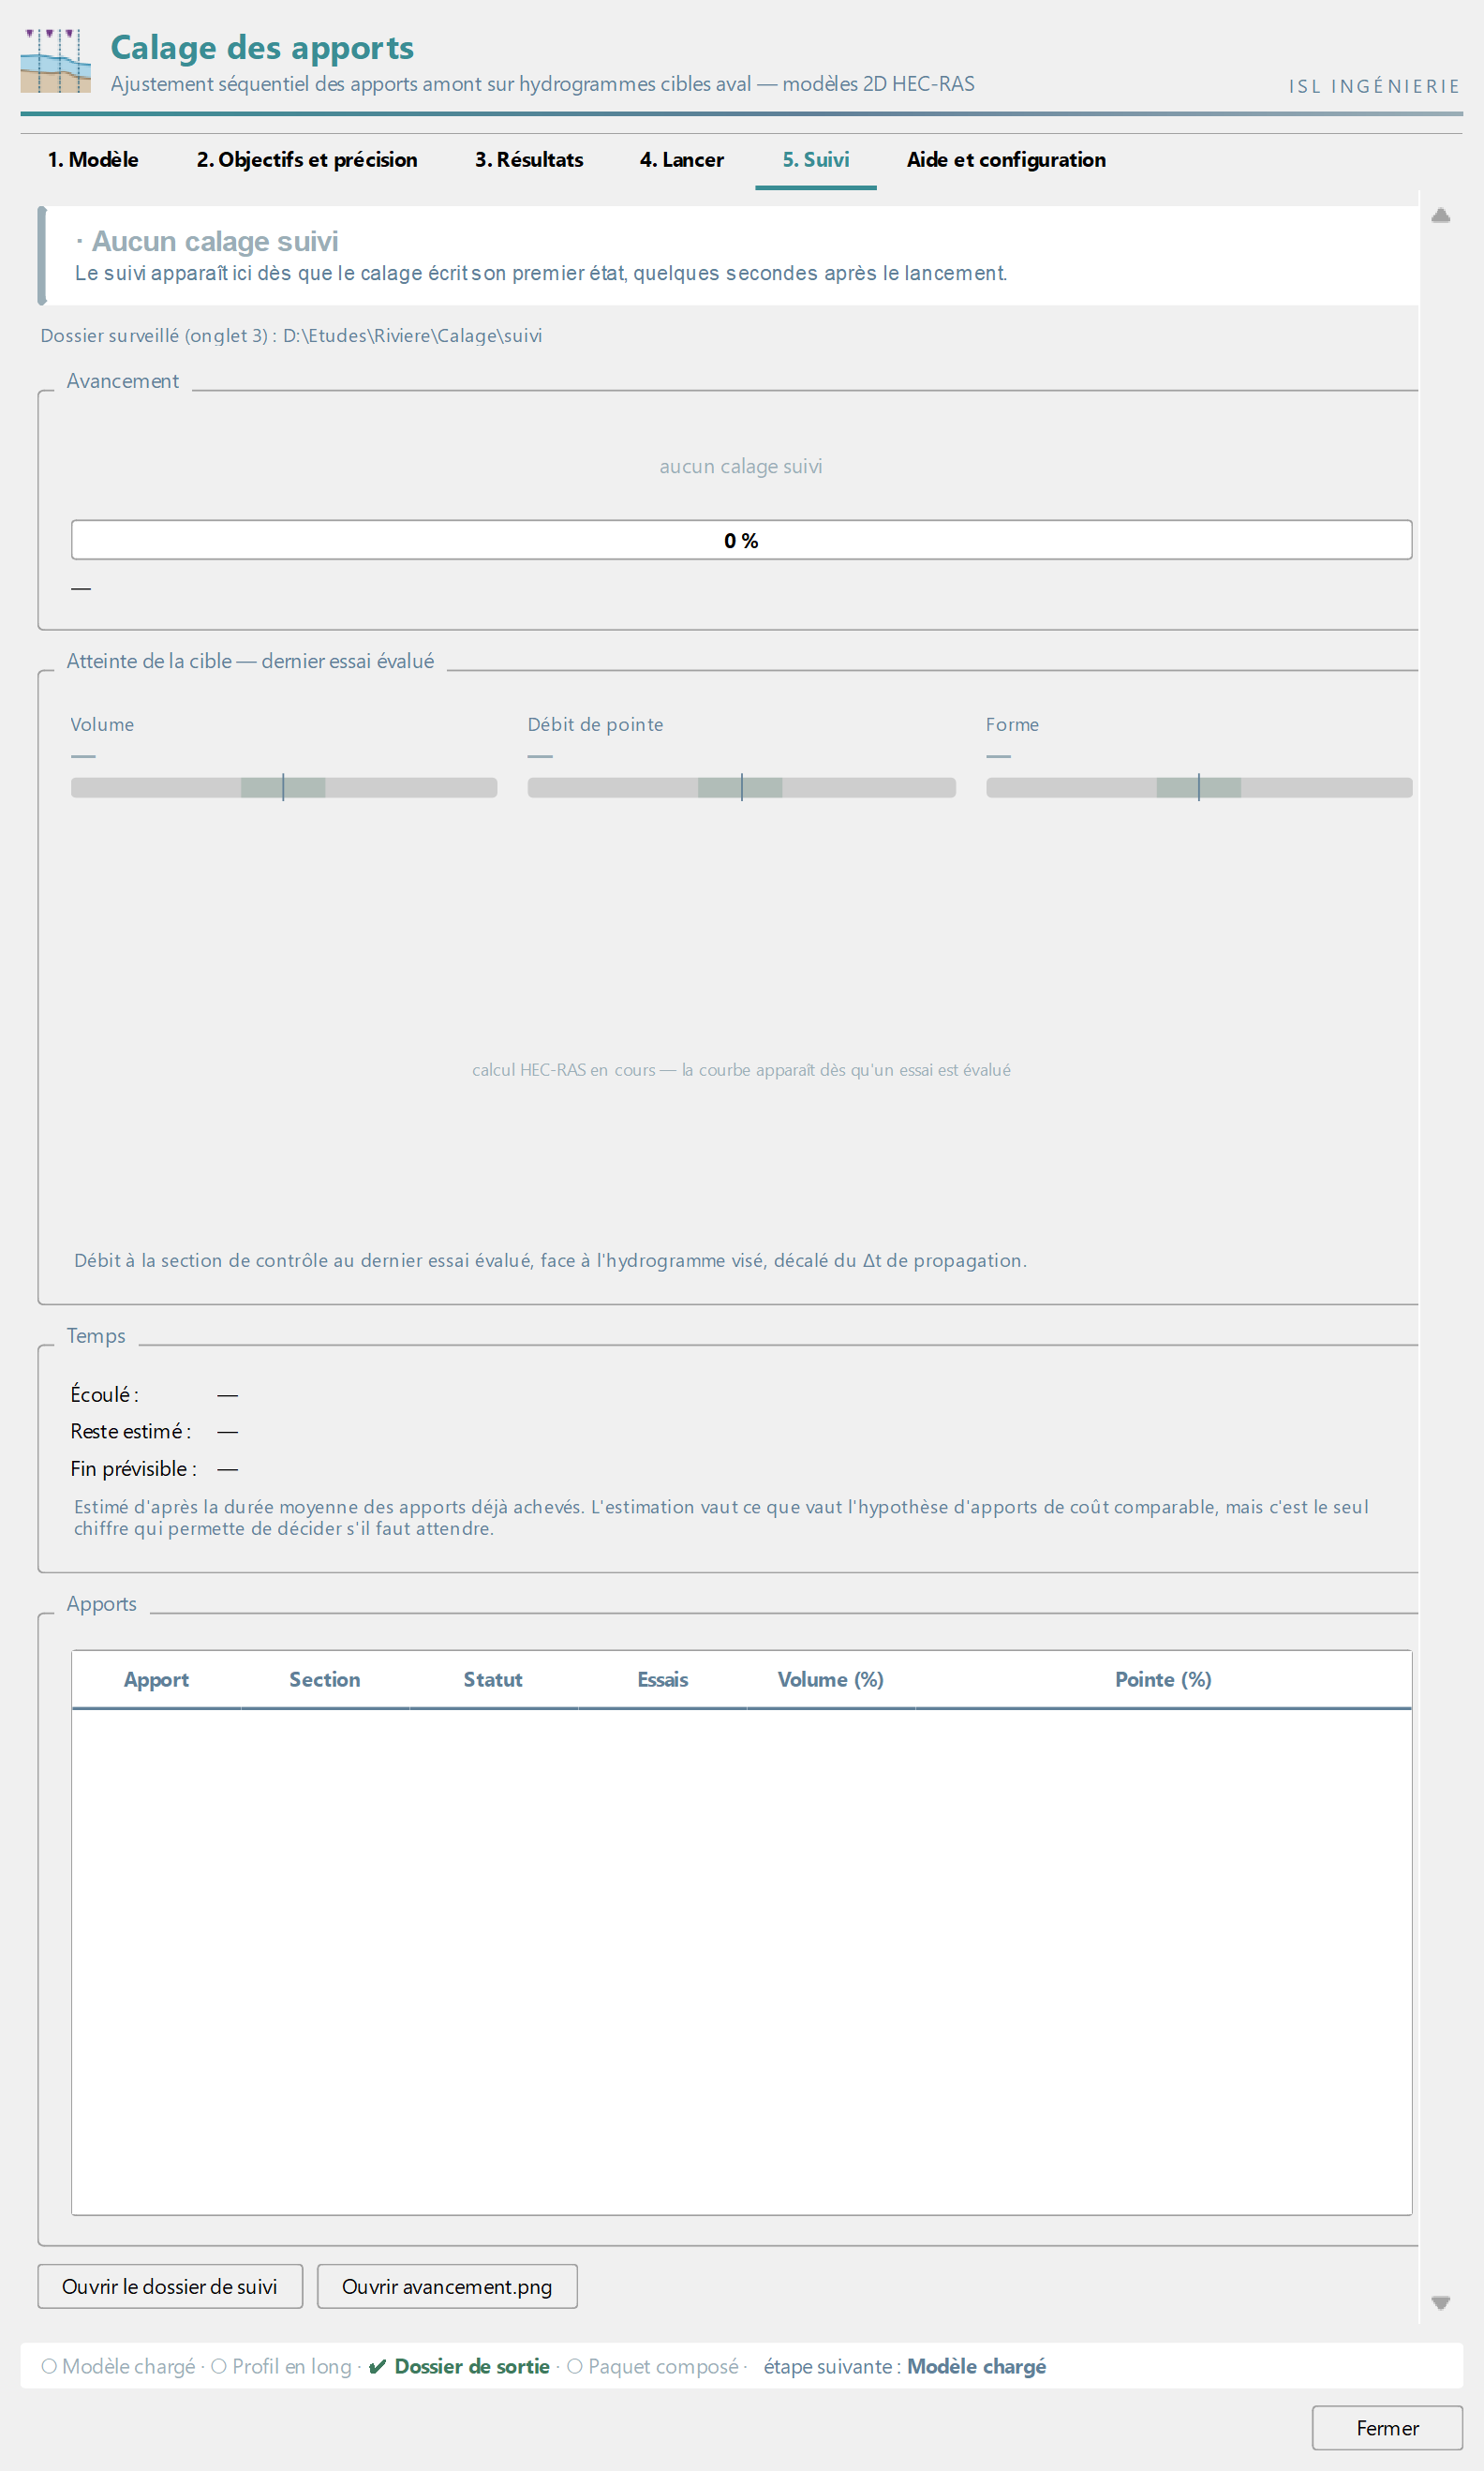 Calage des apports
Ajustement séquentiel des apports amont sur hydrogrammes cibles aval — modèles 2D HEC-RAS
ISL INGÉNIERIE
1. Modèle
2. Objectifs et précision
3. Résultats
4. Lancer
5. Suivi
Aide et configuration
· Aucun calage suivi
Le suivi apparaît ici dès que le calage écrit son premier état, quelques secondes après le lancement.
Dossier surveillé (onglet 3) : D:\Etudes\Riviere\Calage\suivi
Avancement
aucun calage suivi
0 %
—
Atteinte de la cible — dernier essai évalué
Volume
Débit de pointe
Forme
—
—
—
calcul HEC-RAS en cours — la courbe apparaît dès qu'un essai est évalué
Débit à la section de contrôle au dernier essai évalué, face à l'hydrogramme visé, décalé du Δt de propagation.
Temps
Écoulé : —
Reste estimé : —
Fin prévisible : —
Estimé d'après la durée moyenne des apports déjà achevés. L'estimation vaut ce que vaut l'hypothèse d'apports de coût comparable, mais c'est le seul
chiffre qui permette de décider s'il faut attendre.
Apports
Apport
Section
Statut
Essais
Volume (%)
Pointe (%)
Ouvrir le dossier de suivi
Ouvrir avancement.png
○ Modèle chargé · ○ Profil en long · ✔ Dossier de sortie · ○ Paquet composé · étape suivante : Modèle chargé
Fermer